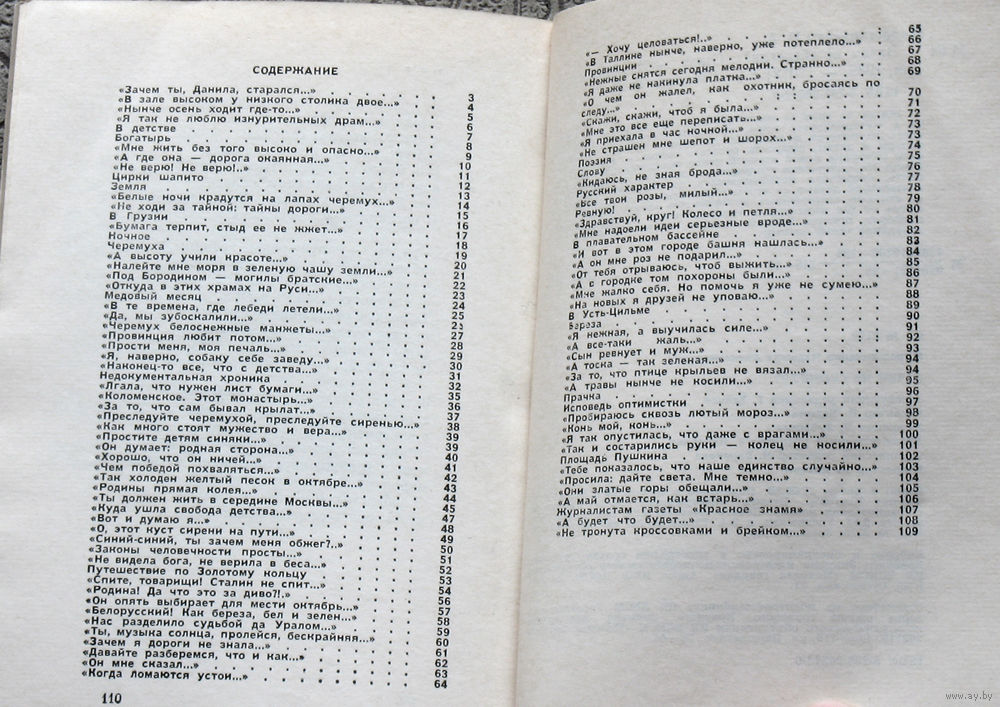 СОДЕРЖАНИЕ
«Зачем ты, Данила, старался...» 3
«В зале высоком у низкого столика двое...» 4
«Нынче осень ходит где-то...» 5
«Я так не люблю изнурительных драм...» 6
В детстве 7
Богатырь 8
«Мне жить без того высоко и опасно...» 9
«А где она — дорога окаянная...» 10
«Не верю! Не верю!..» 11
Цирки шапито 12
Земля 13
«Белые ночи крадутся на лапах черемух...» 14
«Не ходи за тайной: тайны дороги...» 15
В Грузии 16
«Бумага терпит, стыд ее не жжет...» 17
Ночное 18
Черемуха 19
«А высоту учили красоте...» 20
«Налейте мне моря в зеленую чашу земли...» 21
«Под Бородином — могилы братские...» 22
«Откуда в этих храмах на Руси...» 23
Медовый месяц 24
«В те времена, где лебеди летели...» 25
«Да, мы зубоскалили...» 25
«Черемух белоснежные манжеты...» 27
«Провинция любит потом...» 28
«Прости меня, моя печаль...» 29
«Я, наверно, собаку себе заведу...» 30
«Наконец-то все, что с детства...» 31
Недокументальная хроника 32
«Лгала, что нужен лист бумаги...» 35
«Коломенское. Этот монастырь...» 36
«За то, что сам бывал крылат...» 37
«Преследуйте черемухой, преследуйте сиренью...» 38
«Как много стоят мужество и вера...» 39
«Простите детям синяки...» 39
«Он думает: родная сторона...» 40
«Хорошо, что он ничей...» 41
«Чем победой похваляться...» 42
«Так холоден желтый песок в октябре...» 43
«Родины прямая колея...» 44
«Ты должен жить в середине Москвы...» 45
«Куда ушла свобода детства...» 47
«Вот и думаю я...» 48
«О, этот куст сирени на пути...» 49
«Синий-синий, ты зачем меня обжег?..» 50
«Законы человечности просты...» 51
«Не видела бога, не верила в беса...» 52
Путешествие по Золотому кольцу 53
«Спите, товарищи! Сталин не спит...» 54
«Родина! Да что это за диво?!.» 56
«Он опять выбирает для мести октябрь...» 57
«Белорусский! Как береза, бел и зелен...» 58
«Нас разделило судьбой да Уралом...» 59
«Ты, музыка солнца, пролейся, бескрайняя...» 60
«Зачем я дороги не знала...» 61
«Давайте разберемся, что и как...» 62
«Он мне сказал...» 63
«Когда ломаются устои...» 64
110
«— Хочу целоваться!..» 65
«В Таллине нынче, наверно, уже потеплело...» 66
Провинции 67
«Нежные снятся сегодня мелодии. Странно...» 68
«Я даже не накинула платна...» 69
«О чем он жалел, как охотник, бросаясь по
следу...» 70
«Скажи, скажи, чтоб я была...» 71
«Мне это все еще переписать...» 72
«Я приехала в час ночной...» 73
«Не страшен мне шепот и шорох...» 73
Поэзия 74
Слову 75
«Кидаюсь, не зная брода...» 76
Русский характер 77
«Все твои розы, милый...» 78
Ревную! 79
«Здравствуй, круг! Колесо и петля...» 80
«Мне надоели идеи серьезные вроде...» 81
В плавательном бассейне 82
«И вот в этом городе башня нашлась...» 83
«А он мне роз не подарил...» 84
«От тебя отрываюсь, чтоб выжить...» 85
«А с городке том похороны были...» 86
«Мне жалко себя. Но помочь я уже не сумею...» 87
«На новых я друзей не уповаю...» 88
В Усть-Цильме 89
Береза 90
«Я нежная, а выучилась силе...» 91
«А все-таки жаль...» 92
«Сын ревнует и муж...» 93
«А тоска — так зеленая...» 94
«За то, что птице крыльев не вязал...» 94
«А травы нынче не косили...» 95
Прачка 96
Исповедь оптимистки 97
«Пробираюсь сквозь лютый мороз...» 98
«Конь мой, конь...» 99
«Я так опустилась, что даже с врагами...» 100
«Так и состарились руки — колец не носили...» 101
Площадь Пушкина 102
«Тебе показалось, что наше единство случайно...» 103
«Просила: дайте света. Мне темно...» 104
«Они златые горы обещали...» 105
«А май отмается, как встарь...» 106
Журналистам газеты «Красное знамя» 107
«А будет что будет...» 108
«Не тронута кроссовками и брейком...» 109
www.ay.by